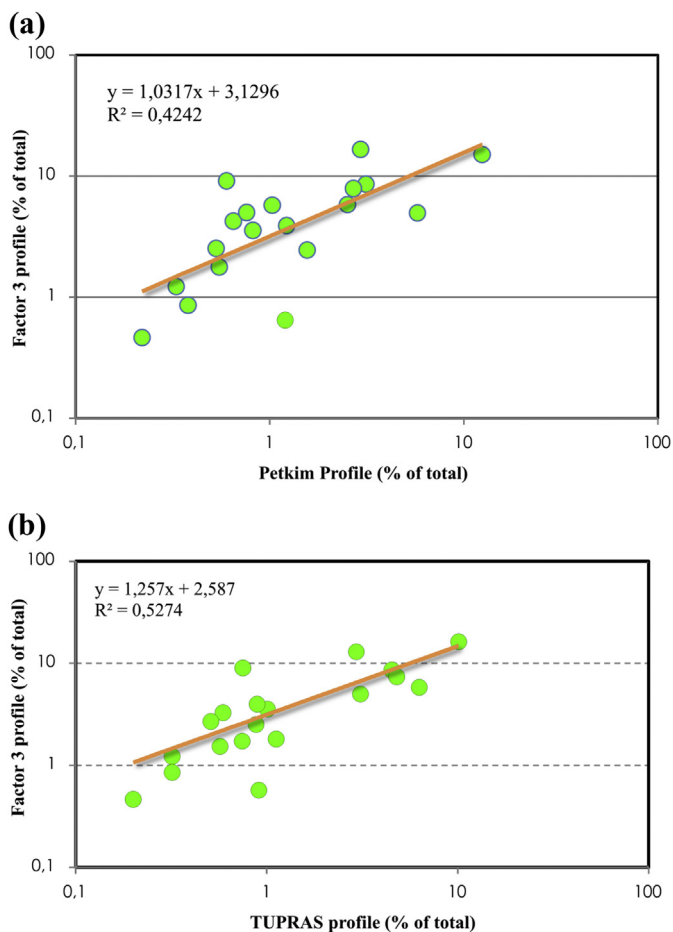 (a)
100
y = 1,0317x + 3,1296
R² = 0,4242
10
1
0,1
Factor 3 profile (% of total)
0,1 1 10 100
Petkim Profile (% of total)
(b)
100
y = 1,257x + 2,587
R² = 0,5274
10
1
0,1
Factor 3 profile (% of total)
0,1 1 10 100
TUPRAS profile (% of total)